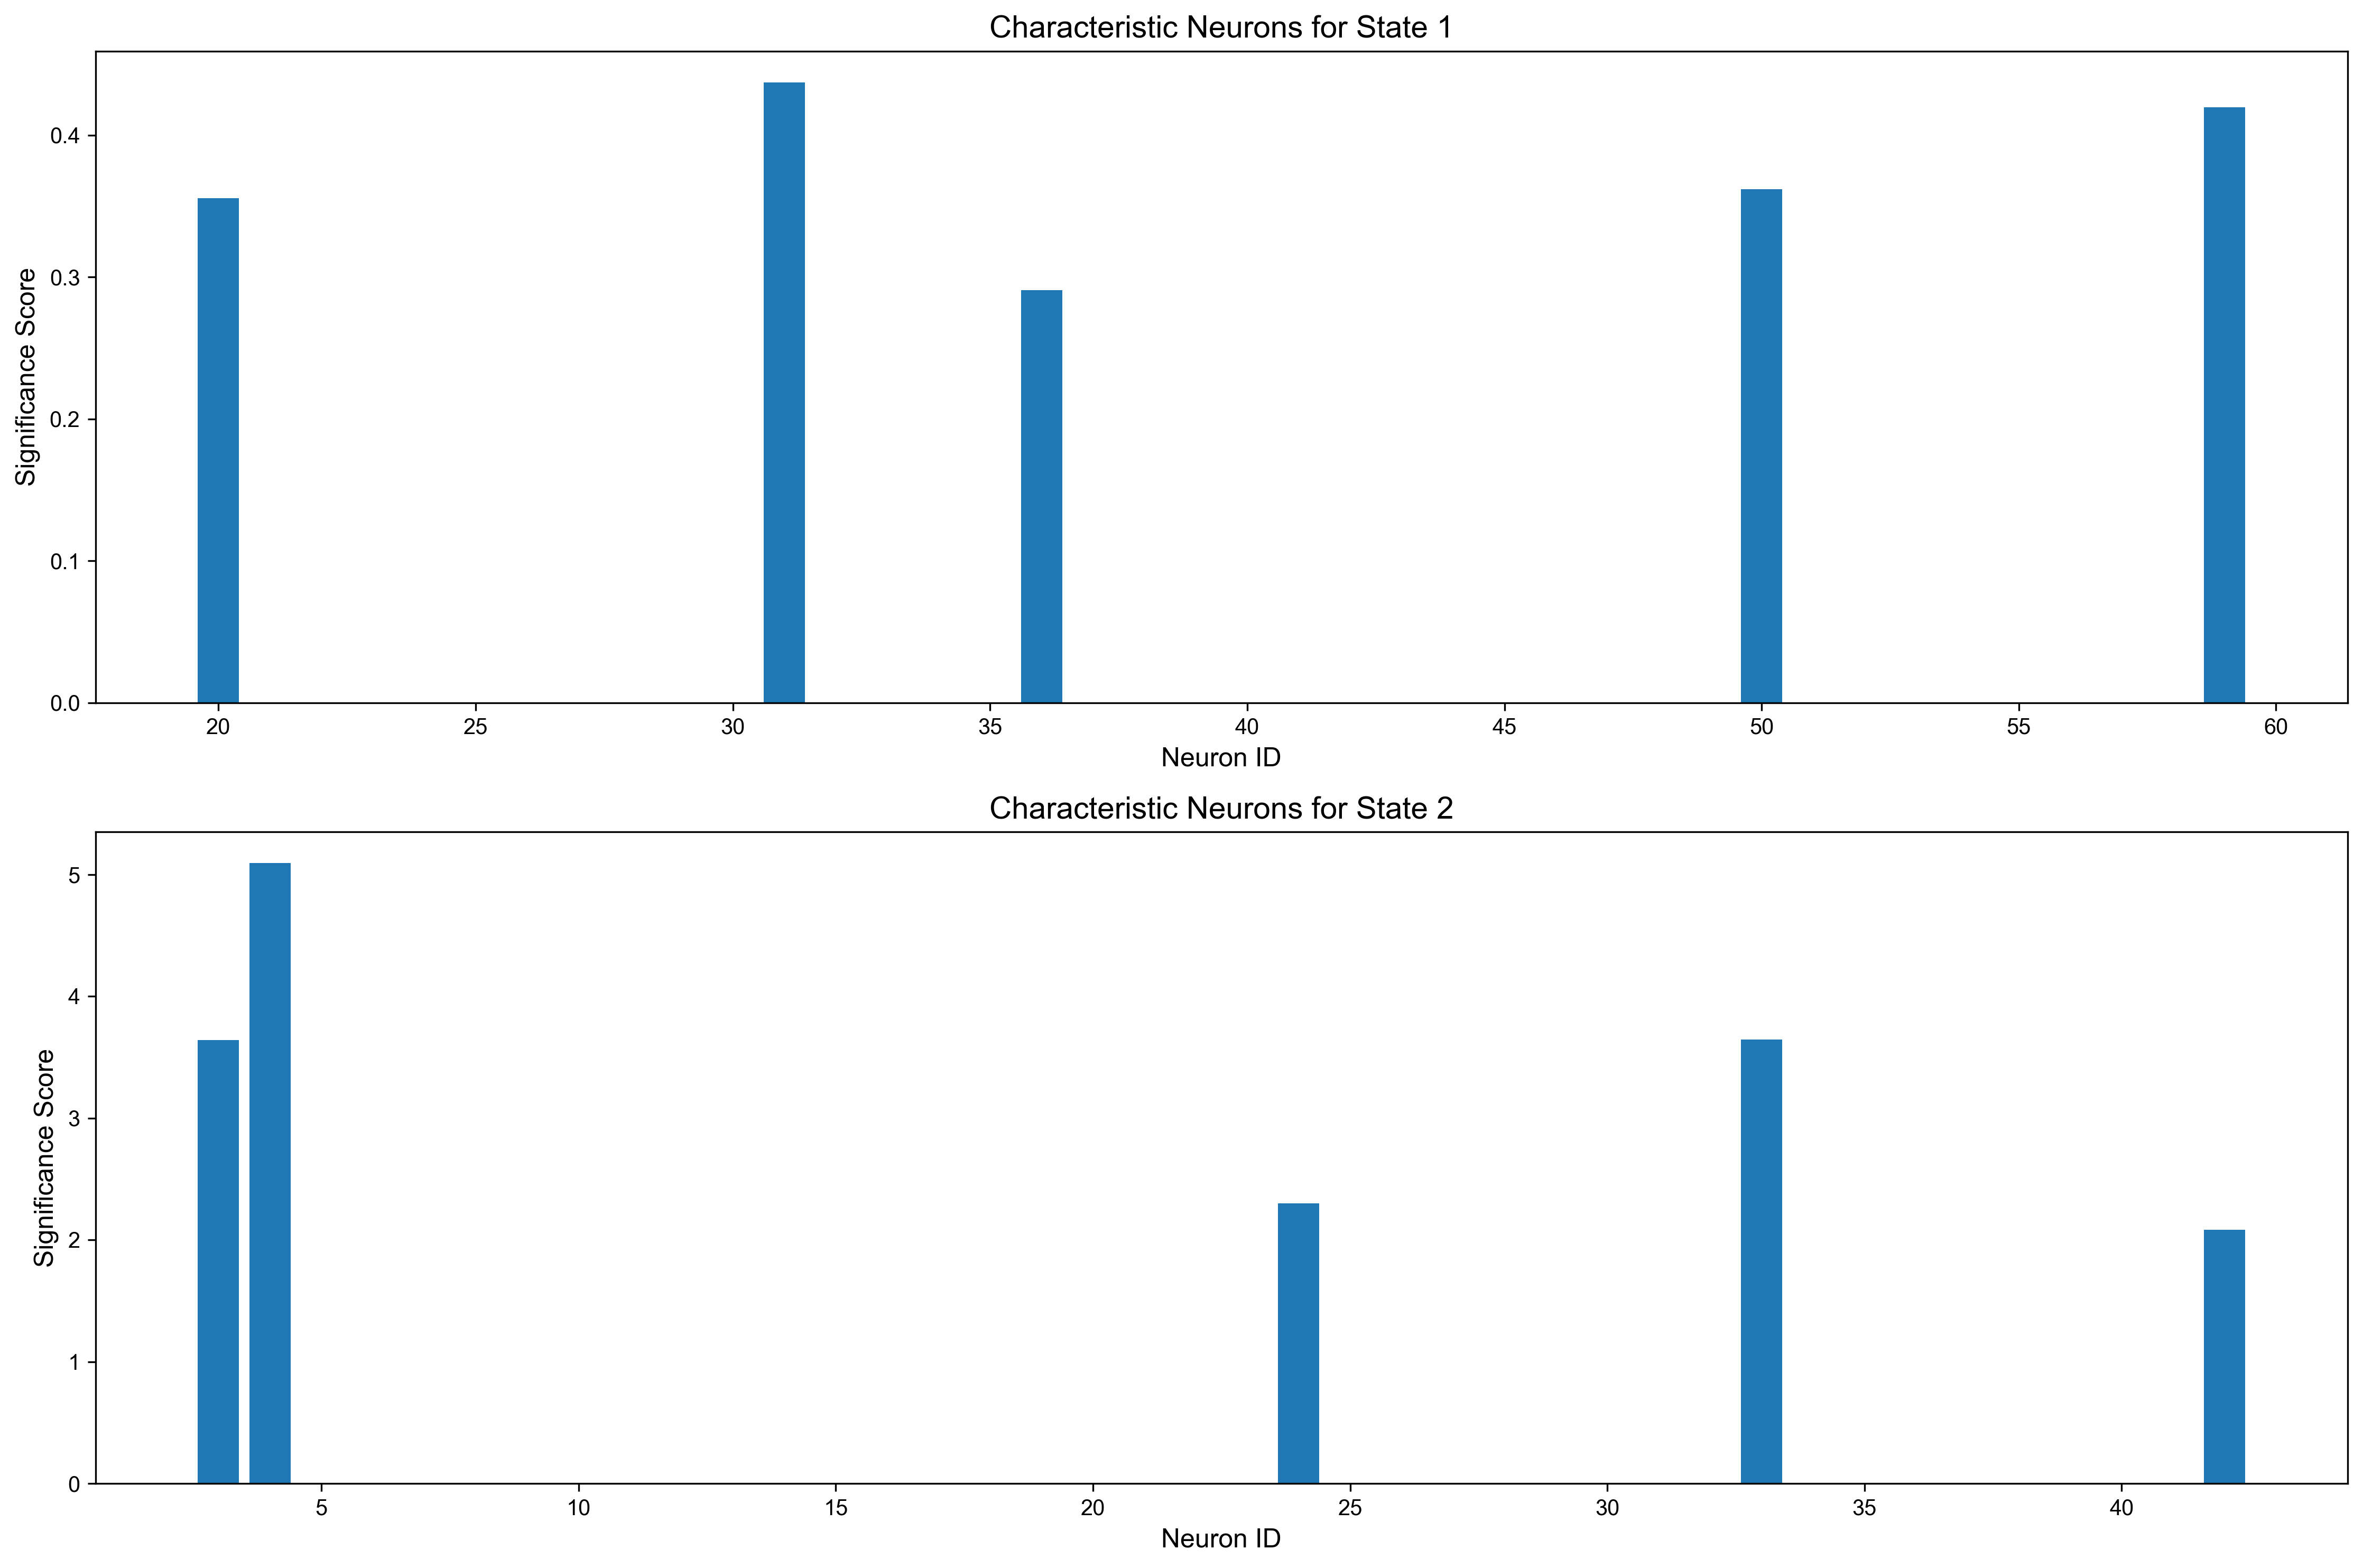 Characteristic Neurons for State 1
0.4
0.3
0.2
0.1
0.0
Significance Score
20 25 30 35 40 45 50 55 60
Neuron ID
Characteristic Neurons for State 2
5
4
3
2
1
0
Significance Score
5 10 15 20 25 30 35 40
Neuron ID